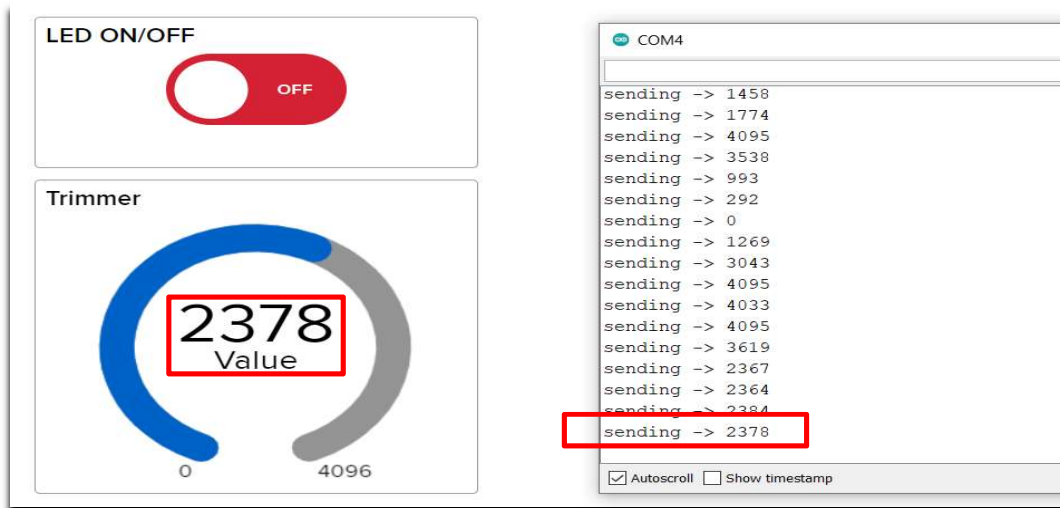 LED ON/OFF
OFF
Trimmer
2378
Value
0
4096
COM4
sending -> 1458
sending -> 1774
sending -> 4095
sending -> 3538
sending -> 993
sending -> 292
sending -> 0
sending -> 1269
sending -> 3043
sending -> 4095
sending -> 4033
sending -> 4095
sending -> 3619
sending -> 2367
sending -> 2364
sending -> 2384
sending -> 2378
Autoscroll
Show timestamp